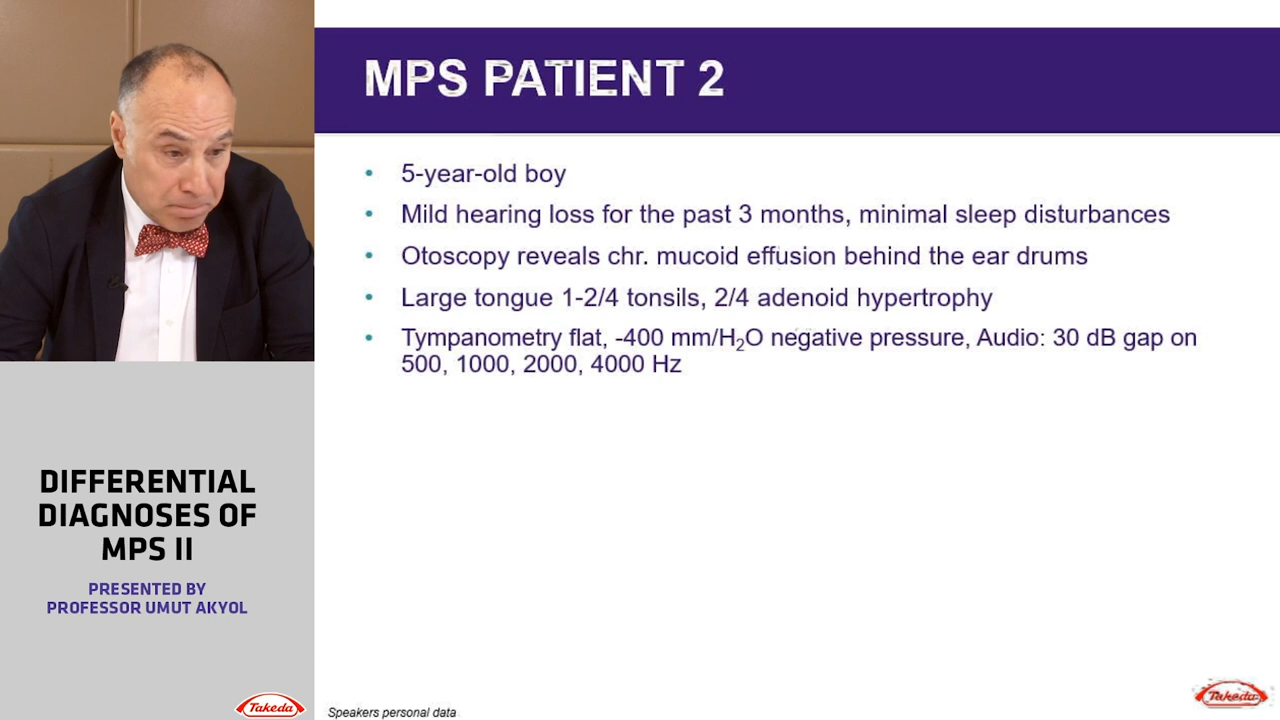 MPS PATIENT 2
• 5-year-old boy
• Mild hearing loss for the past 3 months, minimal sleep disturbances
• Otoscopy reveals chr. mucoid effusion behind the ear drums
• Large tongue 1-2/4 tonsils, 2/4 adenoid hypertrophy
• Tympanometry flat, -400 mm/H₂O negative pressure, Audio: 30 dB gap on
500, 1000, 2000, 4000 Hz
DIFFERENTIAL
DIAGNOSES OF
MPS II
PRESENTED BY
PROFESSOR UMUT AKYOL
Takeda
Speakers personal data
Takeda